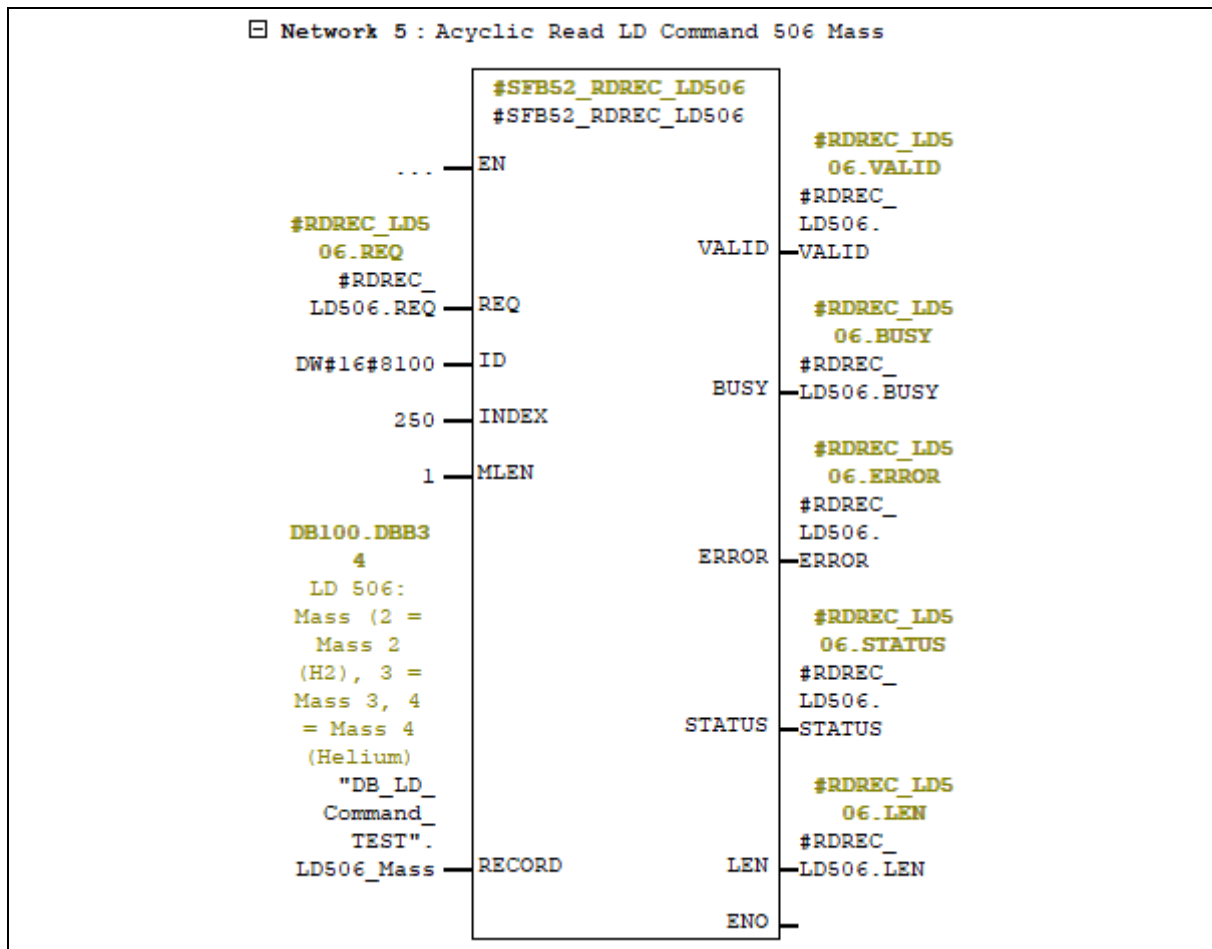 Network 5 : Acyclic Read LD Command 506 Mass
#SFB52_RDREC_LD506
#SFB52_RDREC_LD506
... EN
#RDREC_LD5
06.REQ
#RDREC_
LD506.REQ REQ
DW#16#8100 ID
250 INDEX
1 MLEN
DB100.DBB3
4
LD 506:
Mass (2 =
Mass 2
(H2), 3 =
Mass 3, 4
= Mass 4
(Helium)
"DB_LD_
Command_
TEST".
LD506_Mass RECORD
#RDREC_LD5
06.VALID
#RDREC_
LD506.
VALID VALID
#RDREC_LD5
06.BUSY
#RDREC_
BUSY LD506.BUSY
#RDREC_LD5
06.ERROR
#RDREC_
LD506.
ERROR ERROR
#RDREC_LD5
06.STATUS
#RDREC_
LD506.
STATUS STATUS
#RDREC_LD5
06.LEN
#RDREC_
LEN LD506.LEN
ENO